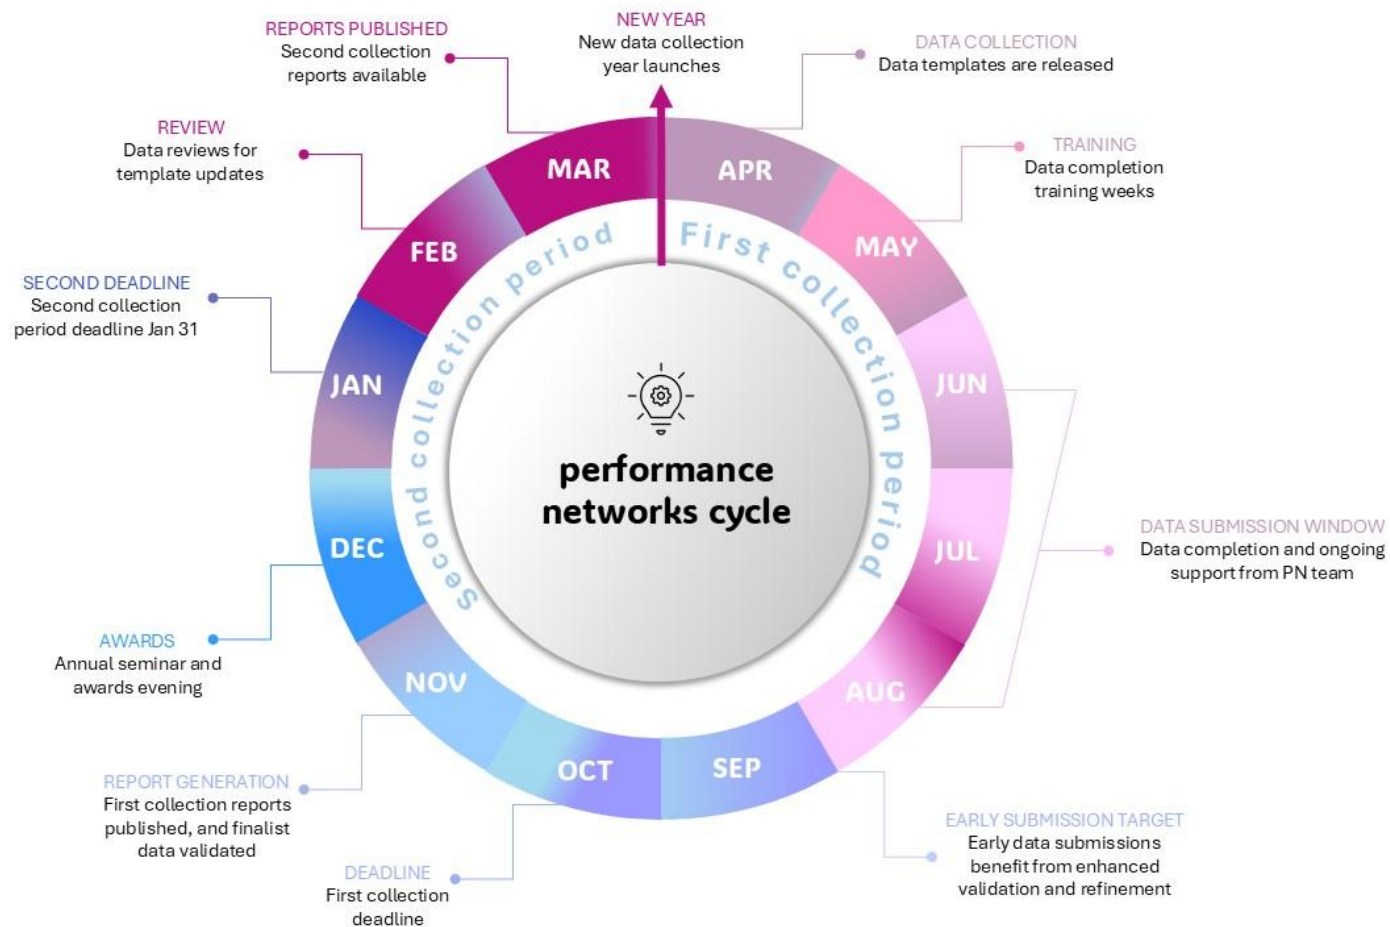 NEW YEAR
New data collection
year launches
DATA COLLECTION
Data templates are released
TRAINING
Data completion
training weeks
DATA SUBMISSION WINDOW
Data completion and ongoing
support from PN team
EARLY SUBMISSION TARGET
Early data submissions
benefit from enhanced
validation and refinement
DEADLINE
First collection
deadline
REPORT GENERATION
First collection reports
published, and finalist
data validated
AWARDS
Annual seminar and
awards evening
SECOND DEADLINE
Second collection
period deadline Jan 31
REVIEW
Data reviews for
template updates
REPORTS PUBLISHED
Second collection
reports available
APR
MAY
JUN
JUL
AUG
SEP
OCT
NOV
DEC
JAN
FEB
MAR
First collection period
Second collection period
performance
networks cycle